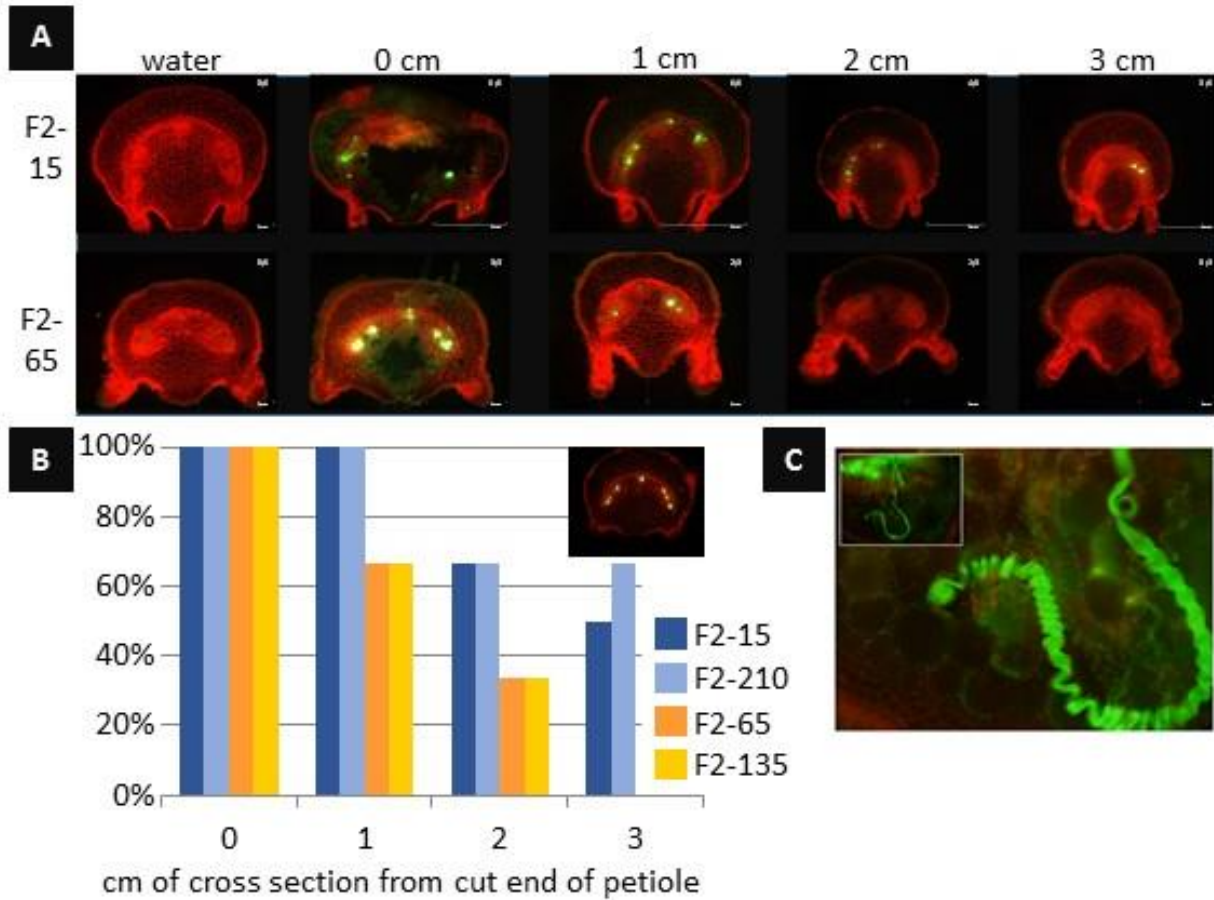 A
water 0 cm 1 cm 2 cm 3 cm
F2-
15
F2-
65
B
100%
80%
60%
40%
20%
0%
0 1 2 3
cm of cross section from cut end of petiole
F2-15
F2-210
F2-65
F2-135
C